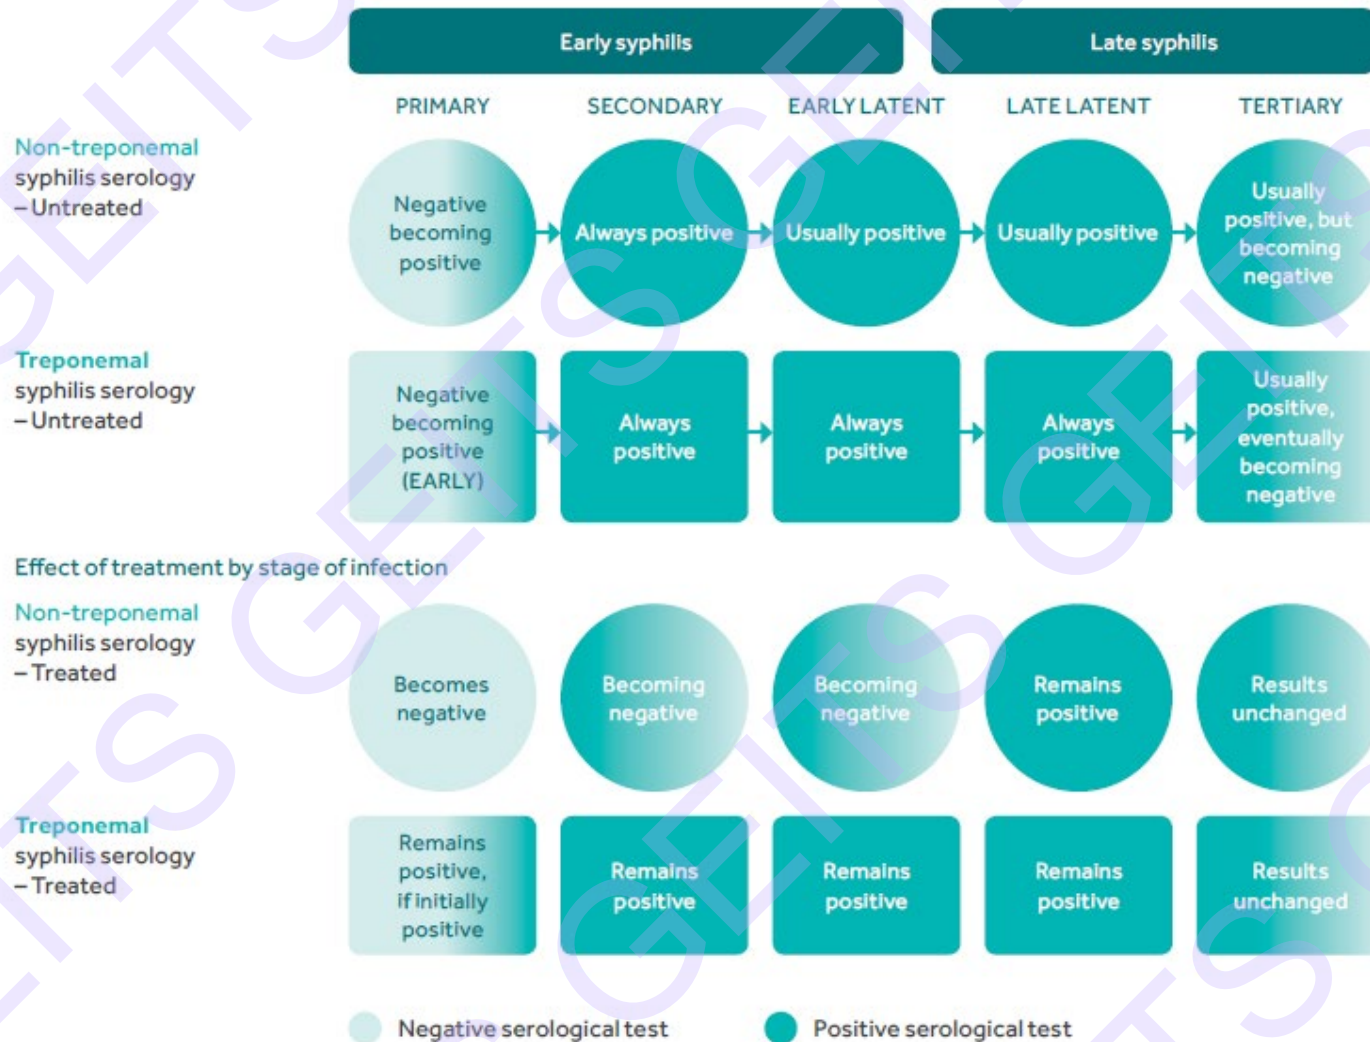 Early syphilis
Late syphilis
PRIMARY
SECONDARY
EARLY LATENT
LATE LATENT
TERTIARY
Non-treponemal
syphilis serology
– Untreated
Negative
becoming
positive
Always positive
Usually positive
Usually positive
Usually
positive, but
becoming
negative
Treponemal
syphilis serology
– Untreated
Negative
becoming
positive
(EARLY)
Always
positive
Always
positive
Always
positive
Usually
positive,
eventually
becoming
negative
Effect of treatment by stage of infection
Non-treponemal
syphilis serology
– Treated
Becomes
negative
Becoming
negative
Becoming
negative
Remains
positive
Results
unchanged
Treponemal
syphilis serology
– Treated
Remains
positive,
if initially
positive
Remains
positive
Remains
positive
Remains
positive
Results
unchanged
Negative serological test
Positive serological test
GEITS GEITS GEITS